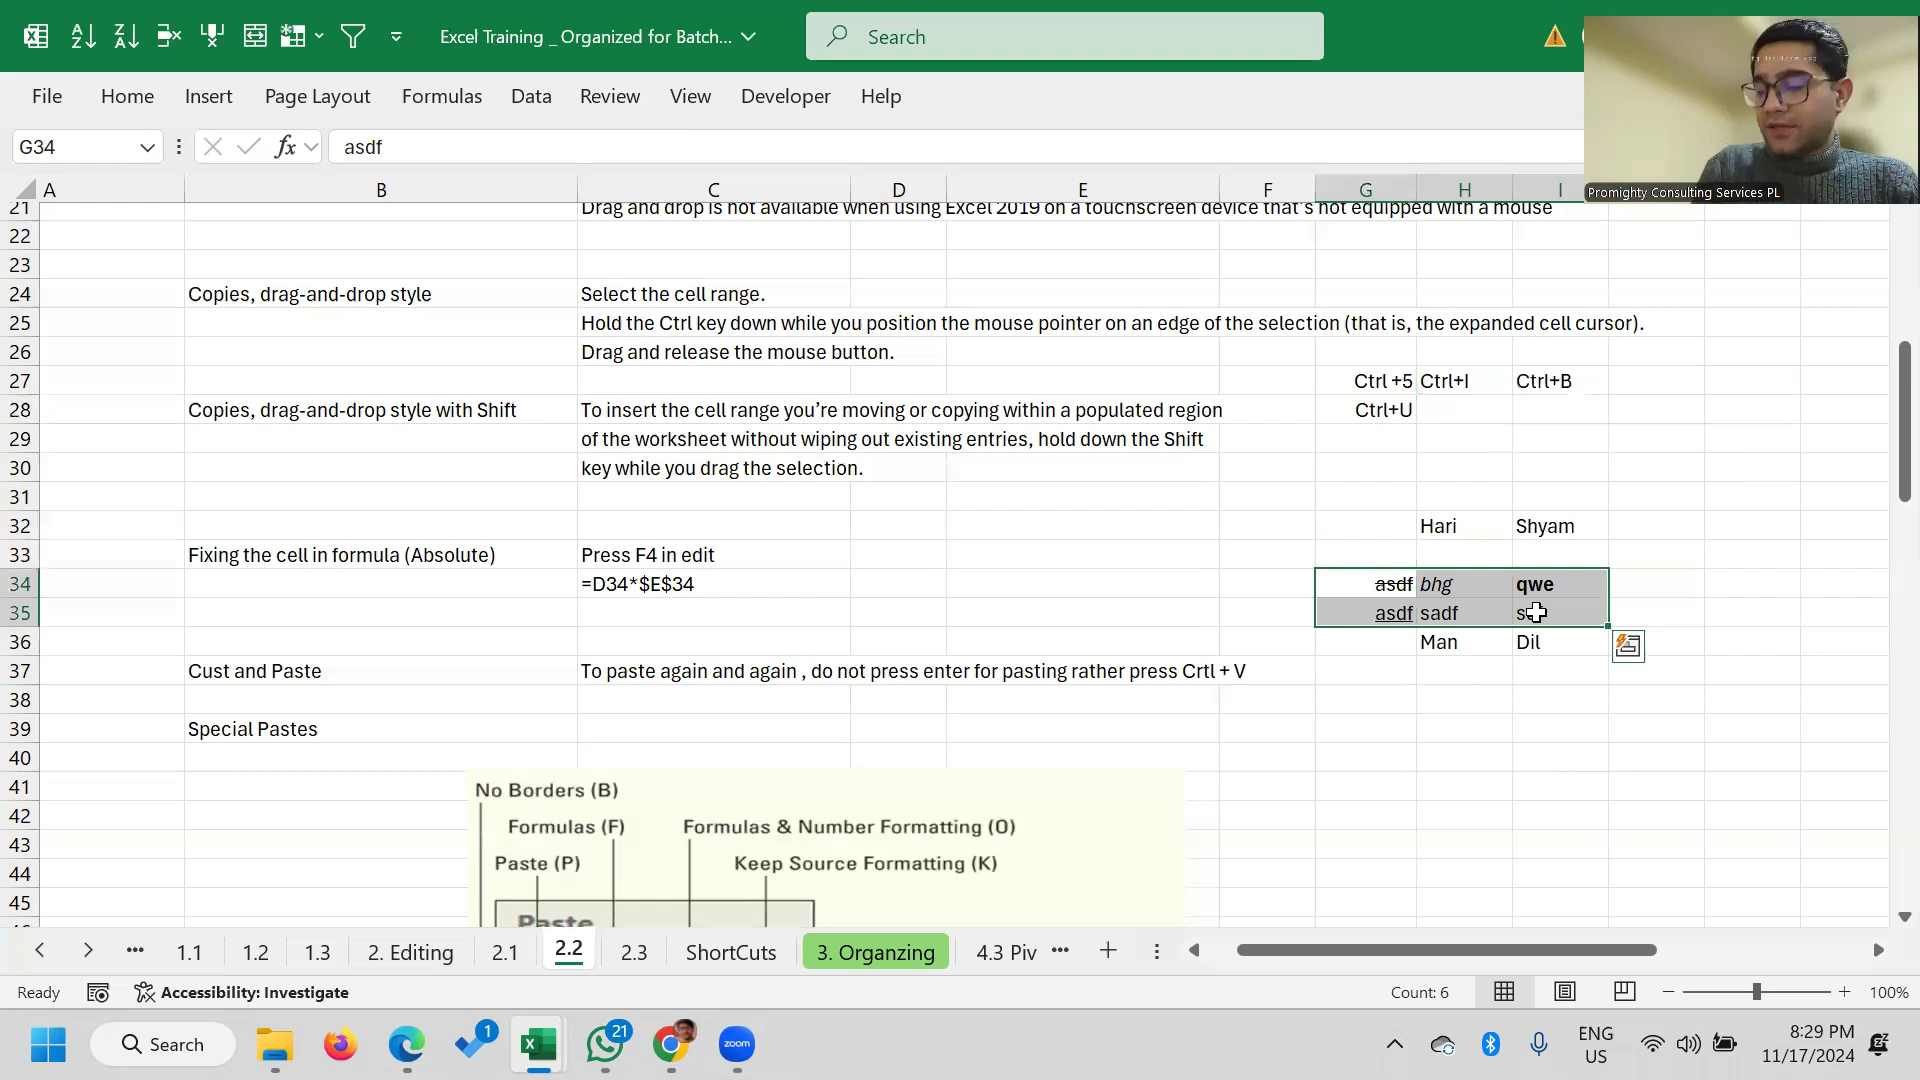 Excel Training _ Organized for Batch...
Search
File Home Insert Page Layout Formulas Data Review View Developer Help
G34
fx
asdf
Promighty Consulting Services PL
A B C D E F G H I
21 Drag and drop is not available when using Excel 2019 on a touchscreen device that's not equipped with a mouse
22
23
24 Copies, drag-and-drop style Select the cell range.
25 Hold the Ctrl key down while you position the mouse pointer on an edge of the selection (that is, the expanded cell cursor).
26 Drag and release the mouse button.
27 Ctrl +5 Ctrl+I Ctrl+B
28 Copies, drag-and-drop style with Shift To insert the cell range you're moving or copying within a populated region Ctrl+U
29 of the worksheet without wiping out existing entries, hold down the Shift
30 key while you drag the selection.
31
32 Hari Shyam
33 Fixing the cell in formula (Absolute) Press F4 in edit
34 =D34*$E$34 asdf bhg qwe
35 asdf sadf
36 Man Dil
37 Cust and Paste To paste again and again , do not press enter for pasting rather press Crtl + V
38
39 Special Pastes
40
41 No Borders (B)
42
43 Formulas (F) Formulas & Number Formatting (O)
44 Paste (P) Keep Source Formatting (K)
45
Paste
1.1 1.2 1.3 2. Editing 2.1 2.2 2.3 ShortCuts 3. Organzing 4.3 Piv
Ready Accessibility: Investigate Count: 6 100%
Search 1 21 zoom ENG US 8:29 PM 11/17/2024